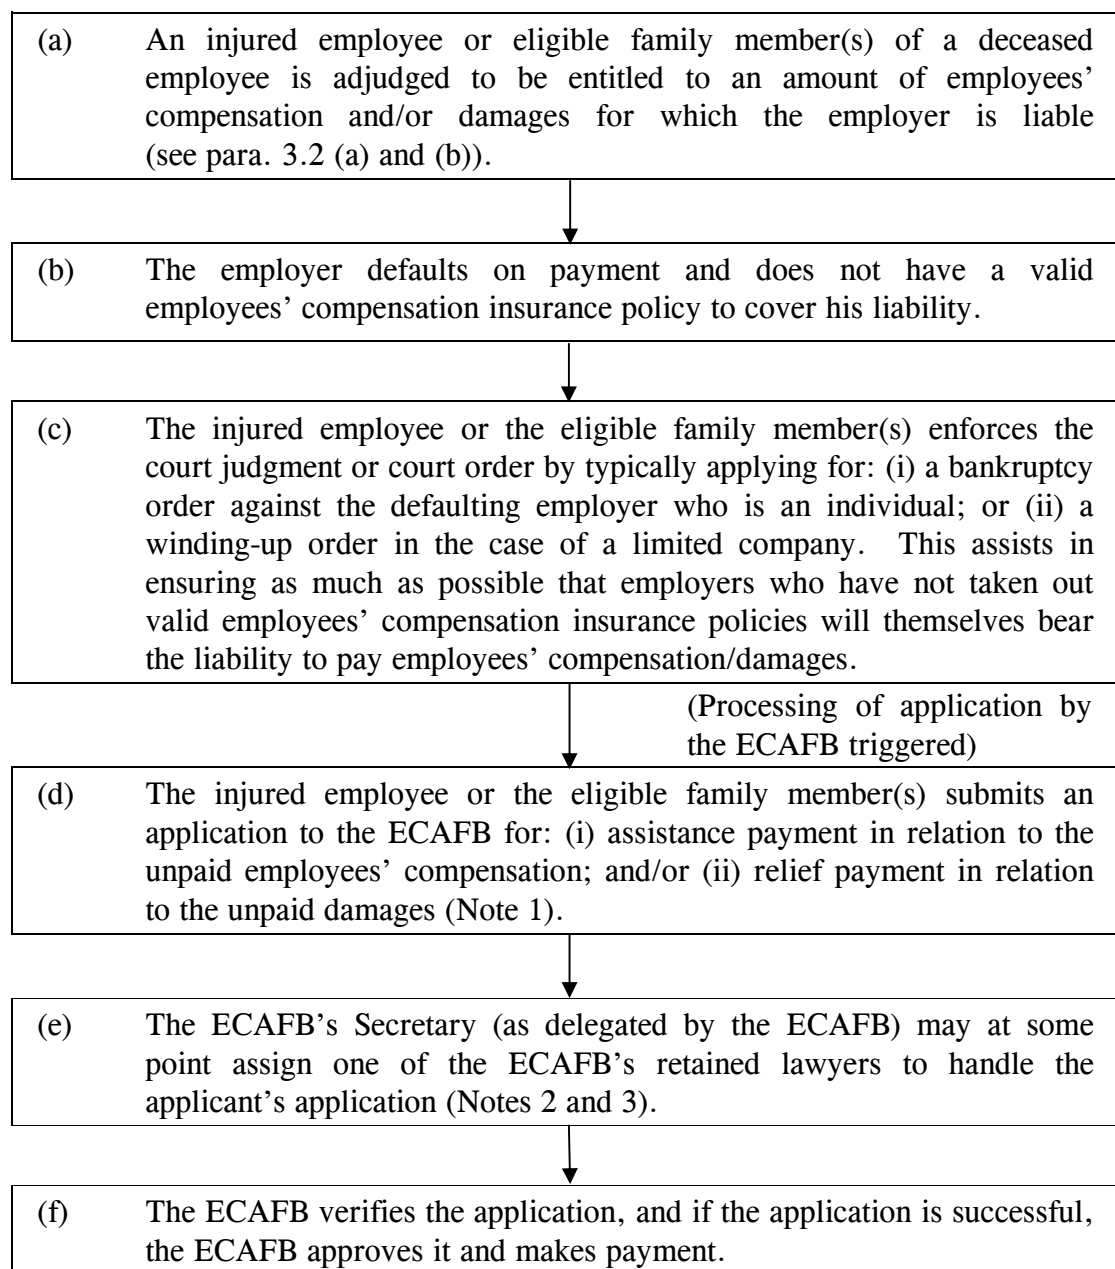 (a) An injured employee or eligible family member(s) of a deceased
employee is adjudged to be entitled to an amount of employees’
compensation and/or damages for which the employer is liable
(see para. 3.2 (a) and (b)).
(b) The employer defaults on payment and does not have a valid
employees’ compensation insurance policy to cover his liability.
(c) The injured employee or the eligible family member(s) enforces the
court judgment or court order by typically applying for: (i) a bankruptcy
order against the defaulting employer who is an individual; or (ii) a
winding-up order in the case of a limited company. This assists in
ensuring as much as possible that employers who have not taken out
valid employees’ compensation insurance policies will themselves bear
the liability to pay employees’ compensation/damages.
(Processing of application by
the ECAFB triggered)
(d) The injured employee or the eligible family member(s) submits an
application to the ECAFB for: (i) assistance payment in relation to the
unpaid employees’ compensation; and/or (ii) relief payment in relation
to the unpaid damages (Note 1).
(e) The ECAFB’s Secretary (as delegated by the ECAFB) may at some
point assign one of the ECAFB’s retained lawyers to handle the
applicant’s application (Notes 2 and 3).
(f) The ECAFB verifies the application, and if the application is successful,
the ECAFB approves it and makes payment.